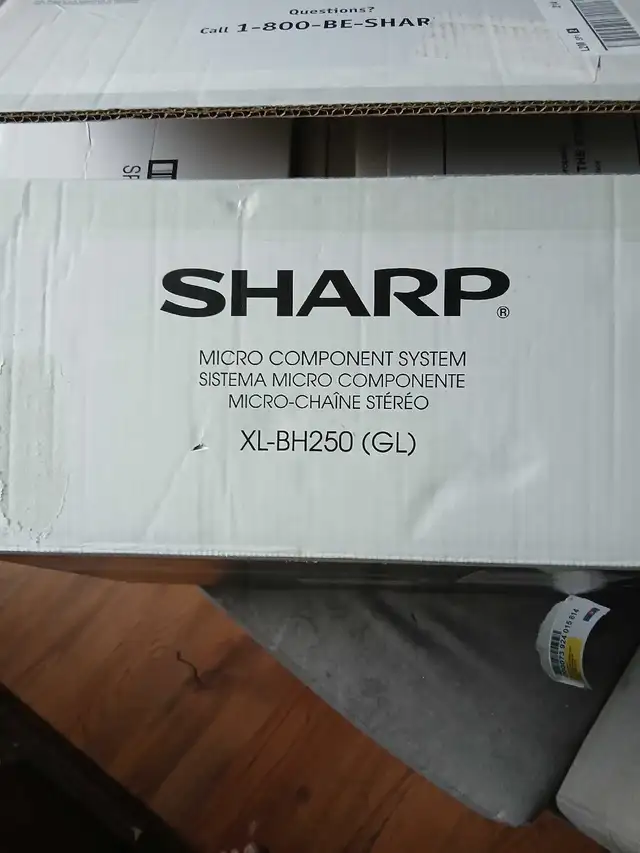 Questions?
Call 1-800-BE-SHAR
SHARP®
MICRO COMPONENT SYSTEM
SISTEMA MICRO COMPONENTE
MICRO-CHAÎNE STÉRÉO
XL-BH250 (GL)